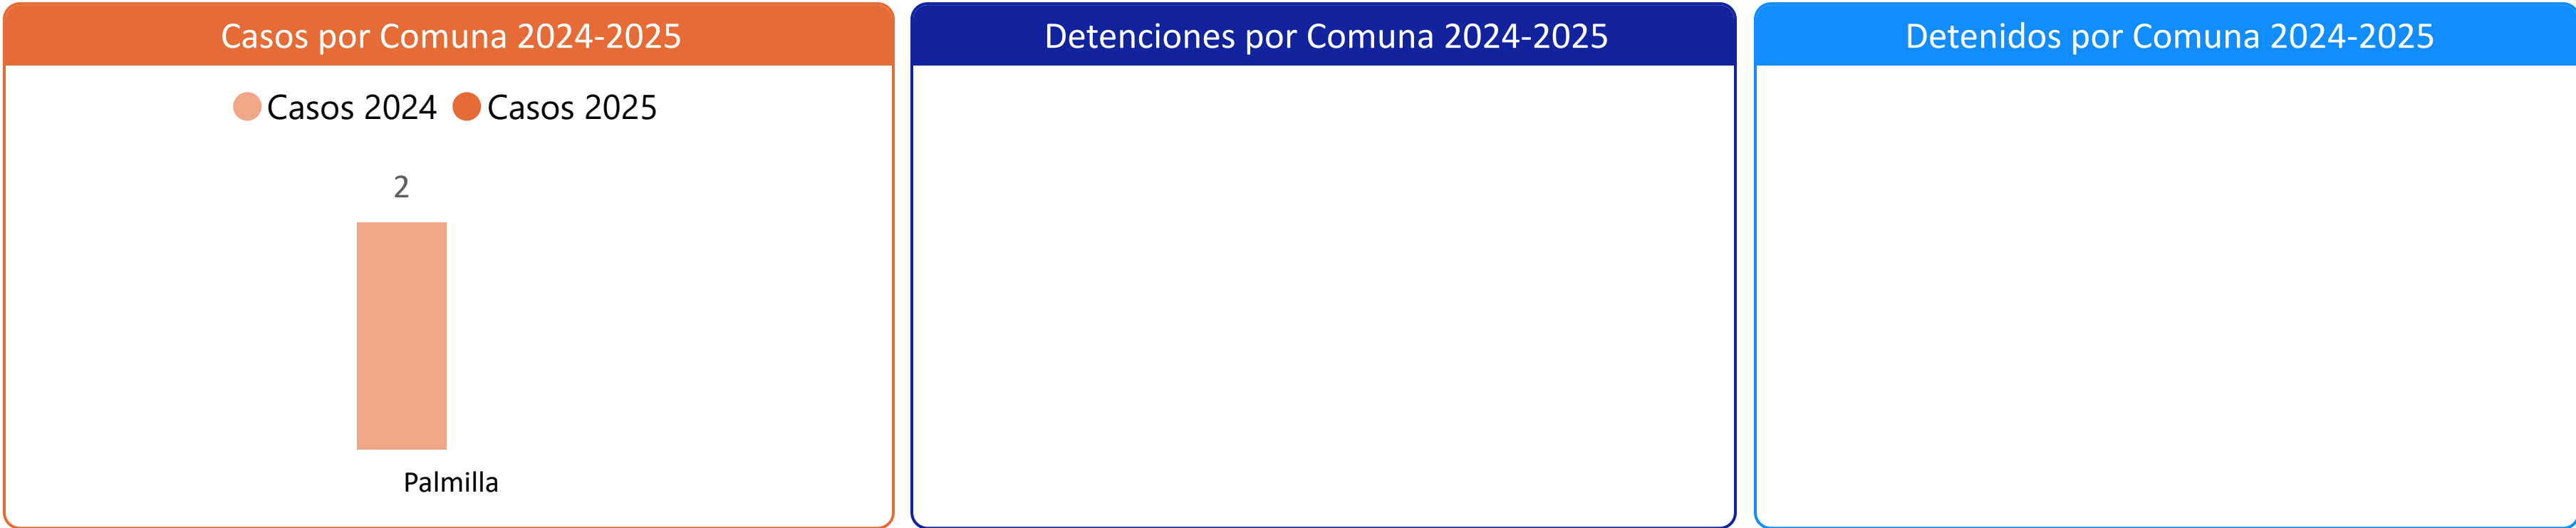 Casos por Comuna 2024-2025
Casos 2024 Casos 2025
2
Palmilla
Detenciones por Comuna 2024-2025
Detenidos por Comuna 2024-2025